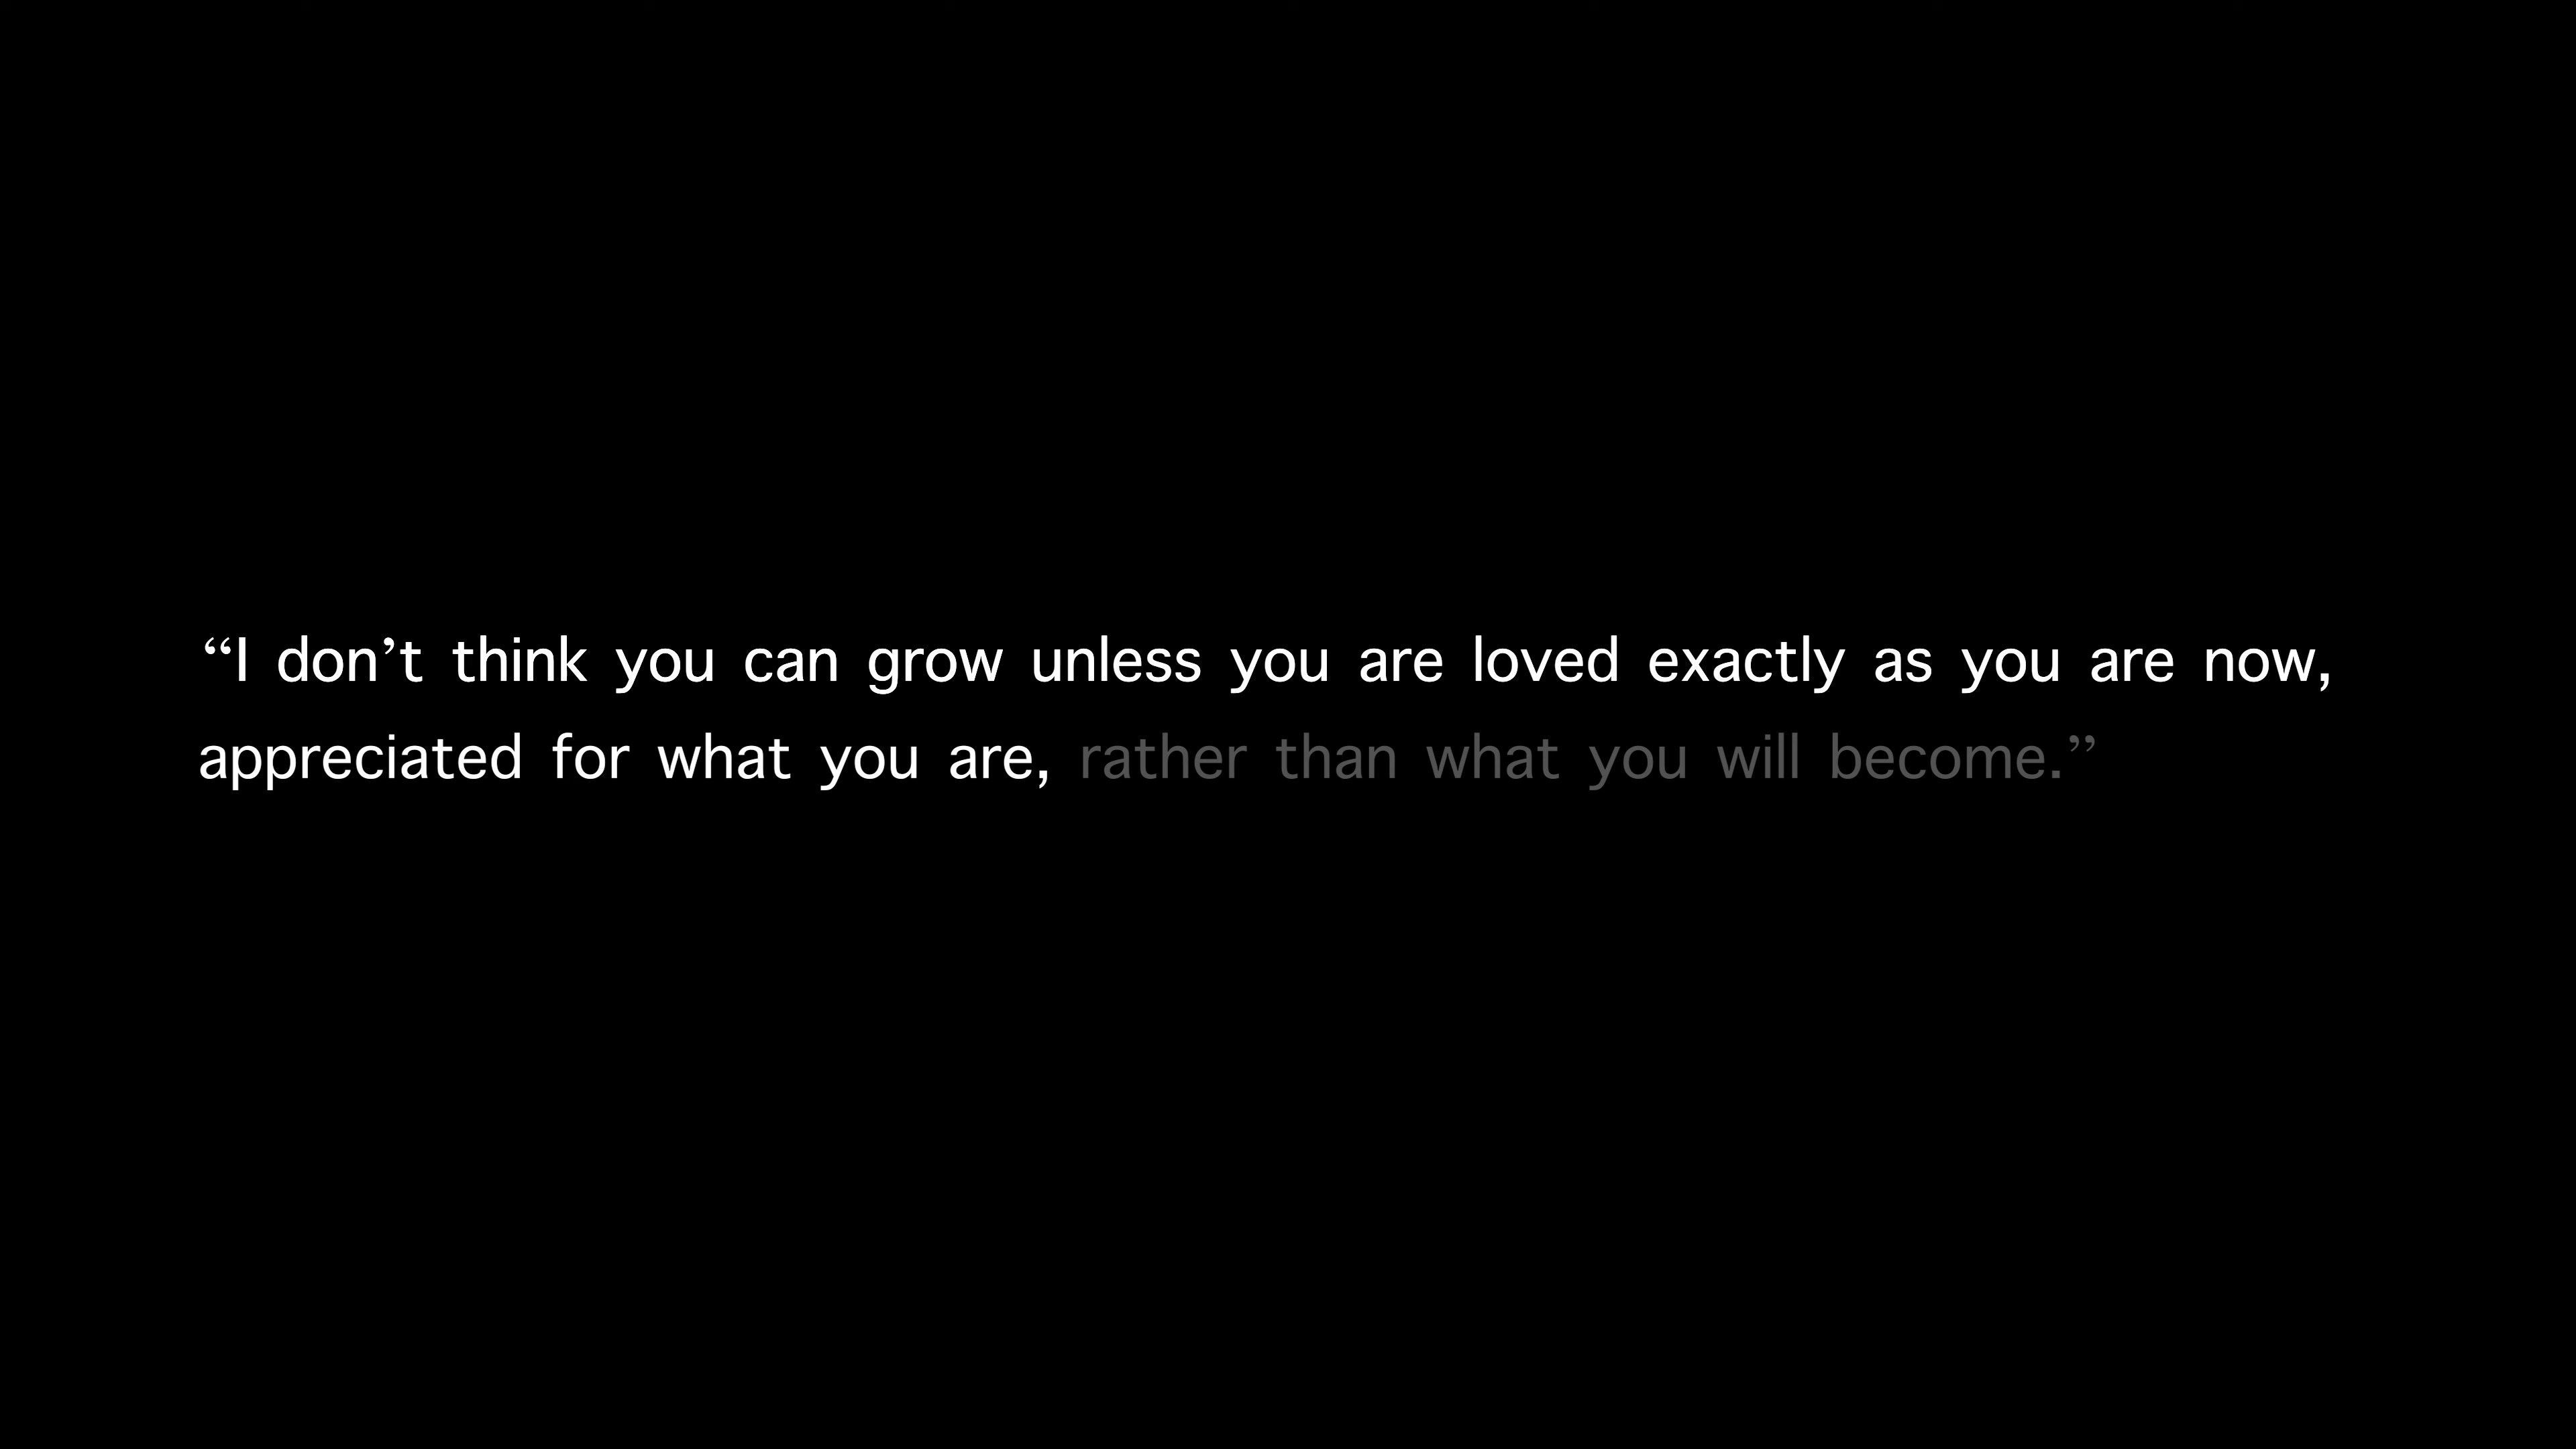 “I don’t think you can grow unless you are loved exactly as you are now,
appreciated for what you are, rather than what you will become.”